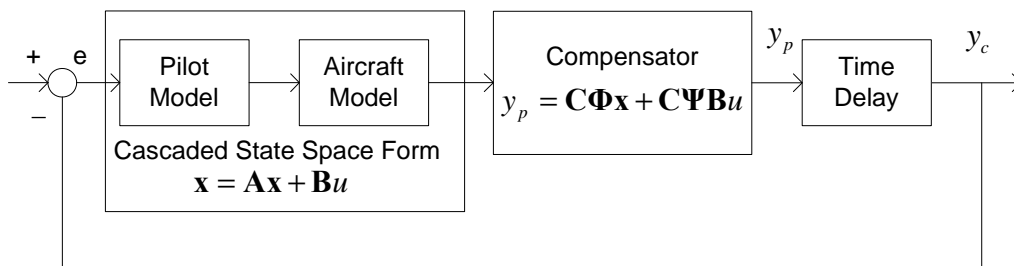 +
e
−
Pilot
Model
Aircraft
Model
Cascaded State Space Form
x = Ax + Bu
Compensator
y_p = CΦx + CΨBu
y_p
Time
Delay
y_c